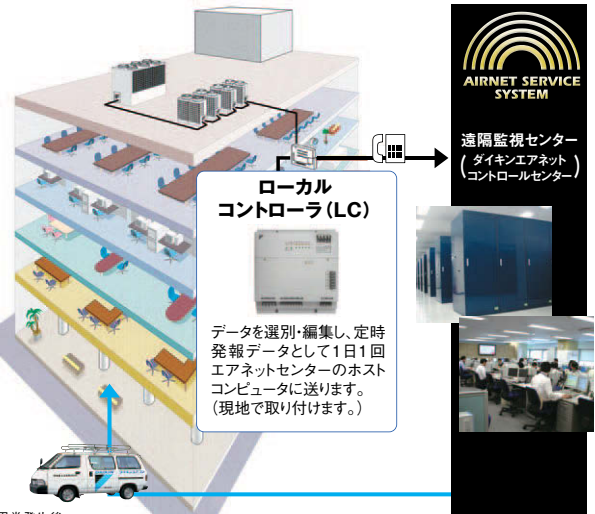 AIRNET SERVICE
SYSTEM
遠隔監視センター
(ダイキンエアネット
コントロールセンター)
ローカル
コントローラ(LC)
データを選別・編集し、定時
発報データとして1日1回
エアネットセンターのホスト
コンピュータに送ります。
(現地で取り付けます。)